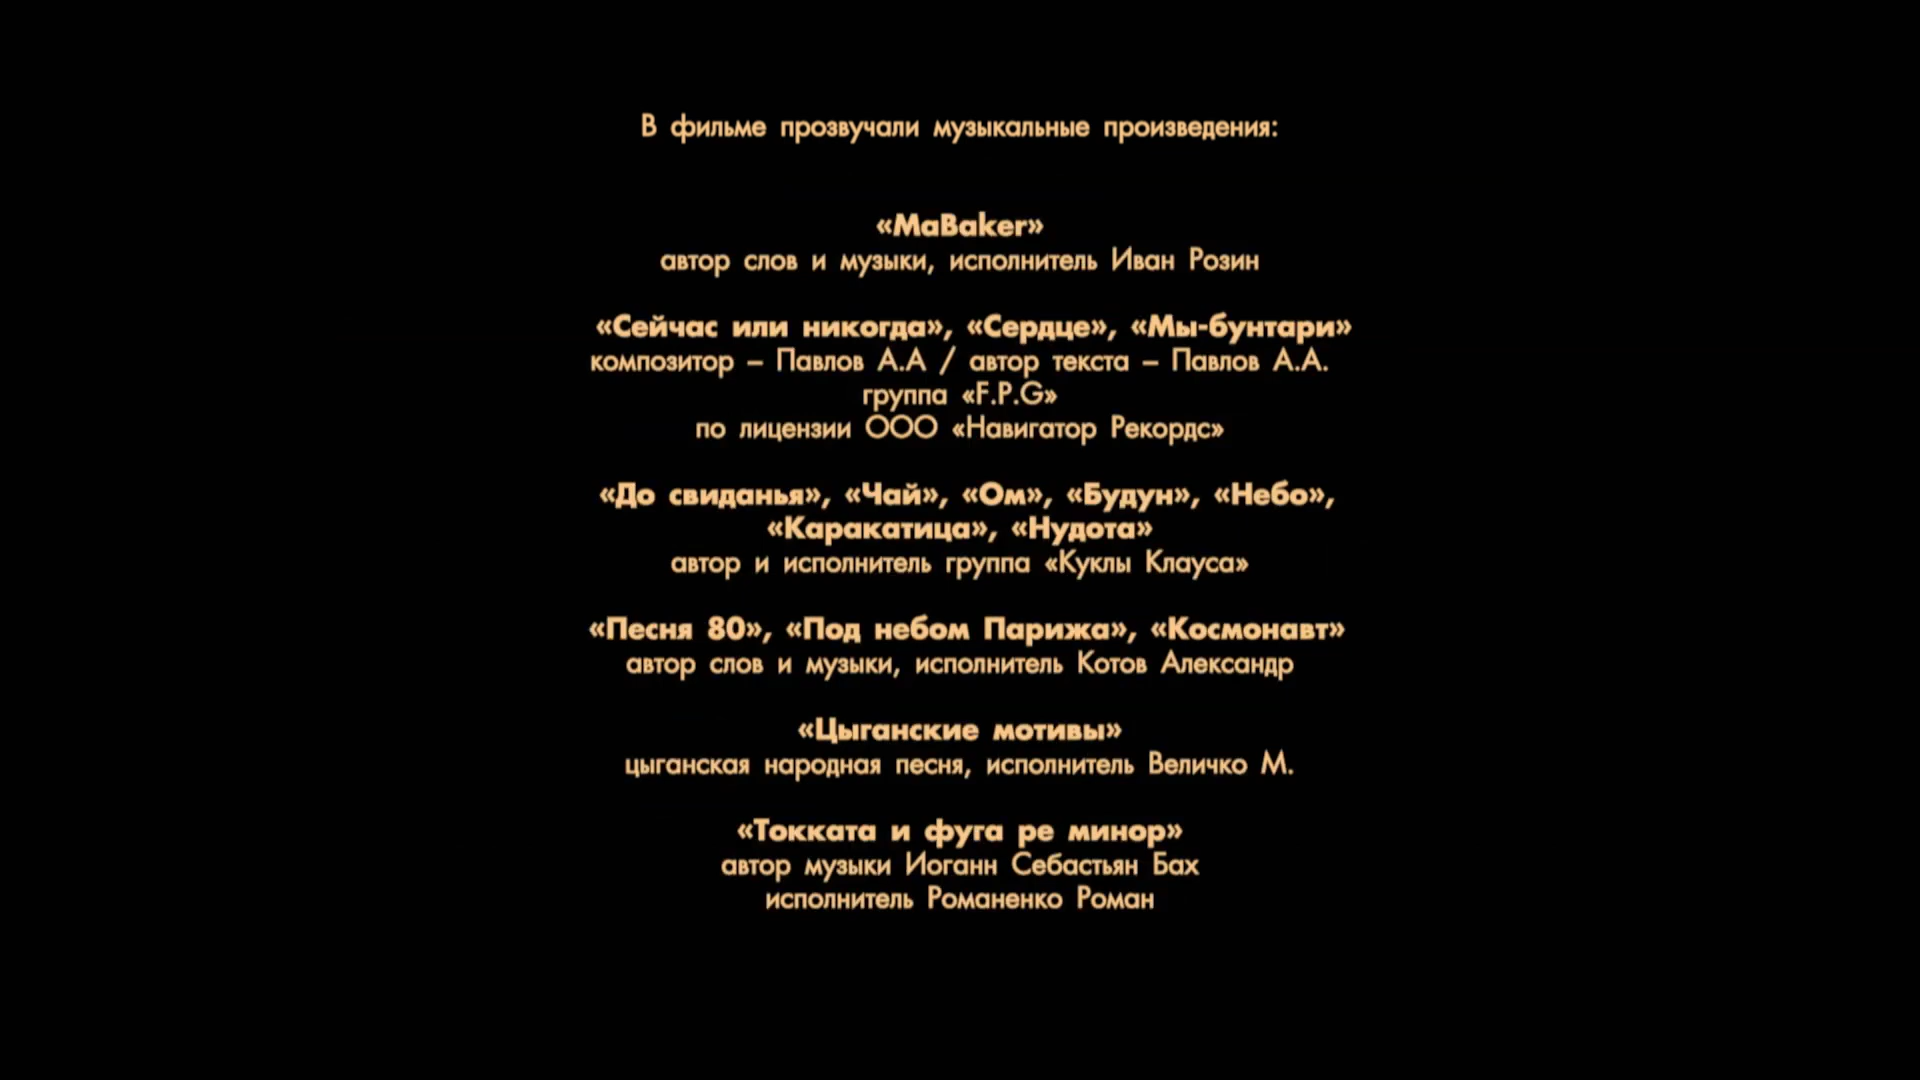 В фильме прозвучали музыкальные произведения:
«MaBaker»
автор слов и музыки, исполнитель Иван Розин
«Сейчас или никогда», «Сердце», «Мы-бунтари»
композитор – Павлов А.А / автор текста – Павлов А.А.
группа «F.P.G»
по лицензии ООО «Навигатор Рекордс»
«До свиданья», «Чай», «Ом», «Будун», «Небо»,
«Каракатица», «Нудота»
автор и исполнитель группа «Куклы Клауса»
«Песня 80», «Под небом Парижа», «Космонавт»
автор слов и музыки, исполнитель Котов Александр
«Цыганские мотивы»
цыганская народная песня, исполнитель Величко М.
«Токката и фуга ре минор»
автор музыки Иоганн Себастьян Бах
исполнитель Романенко Роман